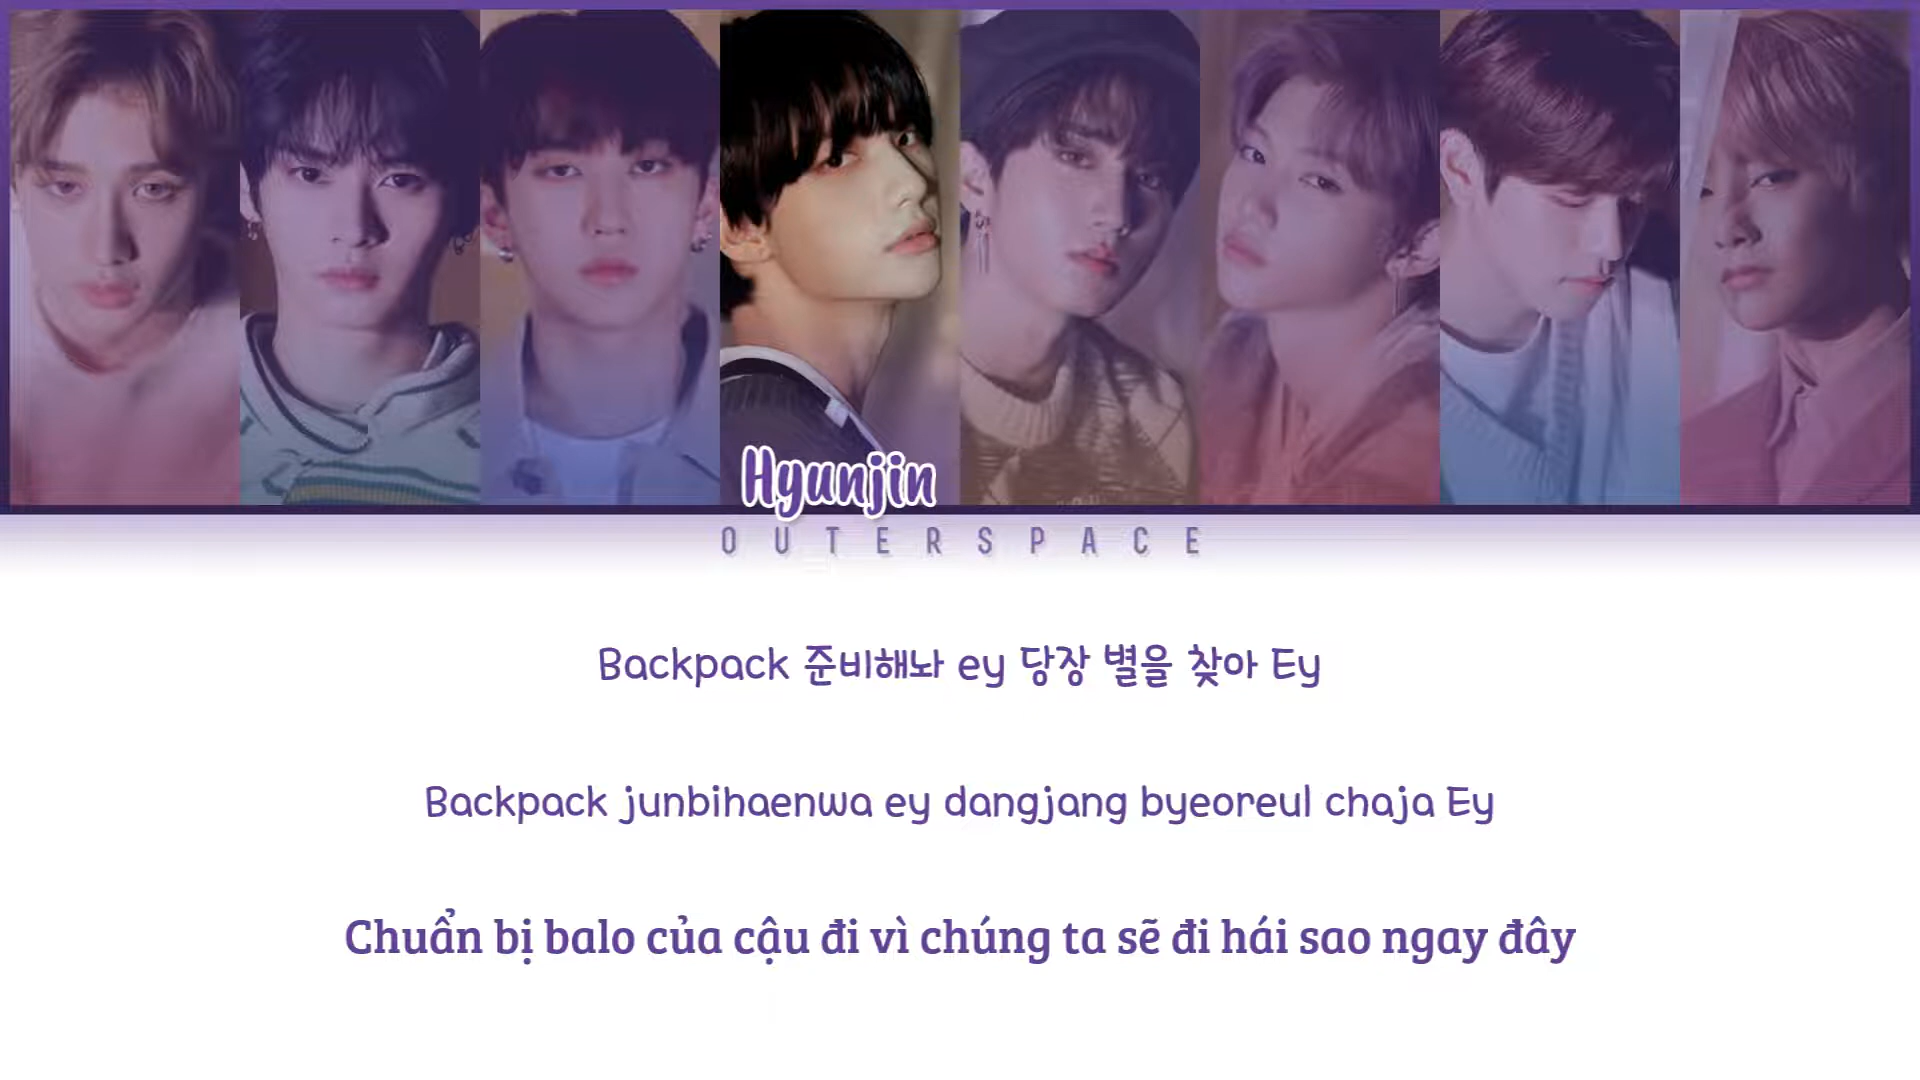 Hyunjin
OUTERSPACE
Backpack 준비해놔 ey 당장 별을 찾아 Ey
Backpack junbihaenwa ey dangjang byeoreul chaja Ey
Chuẩn bị balo của cậu đi vì chúng ta sẽ đi hái sao ngay đây